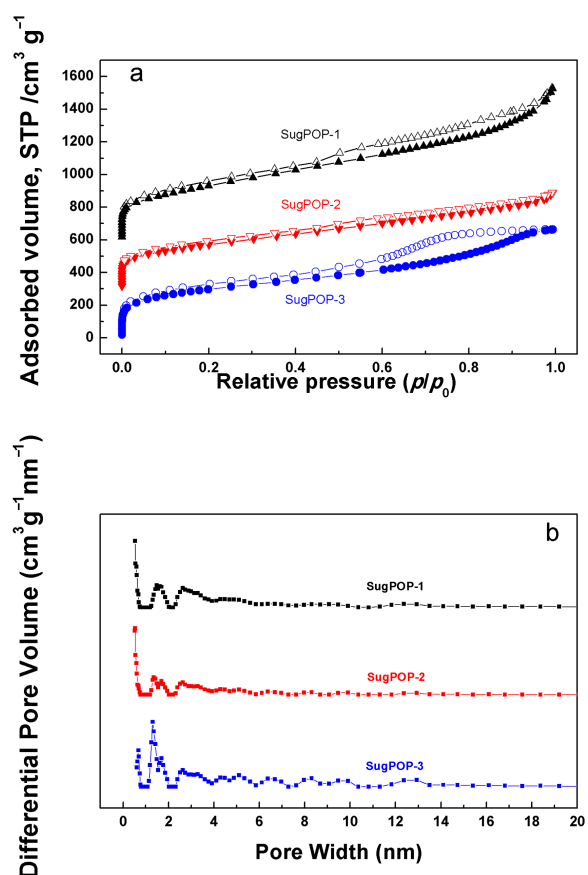 a
Adsorbed volume, STP /cm³ g⁻¹
1600
1400
1200
1000
800
600
400
200
0
SugPOP-1
SugPOP-2
SugPOP-3
0.0 0.2 0.4 0.6 0.8 1.0
Relative pressure (p/p₀)
b
Differential Pore Volume (cm³g⁻¹nm⁻¹)
SugPOP-1
SugPOP-2
SugPOP-3
0 2 4 6 8 10 12 14 16 18 20
Pore Width (nm)